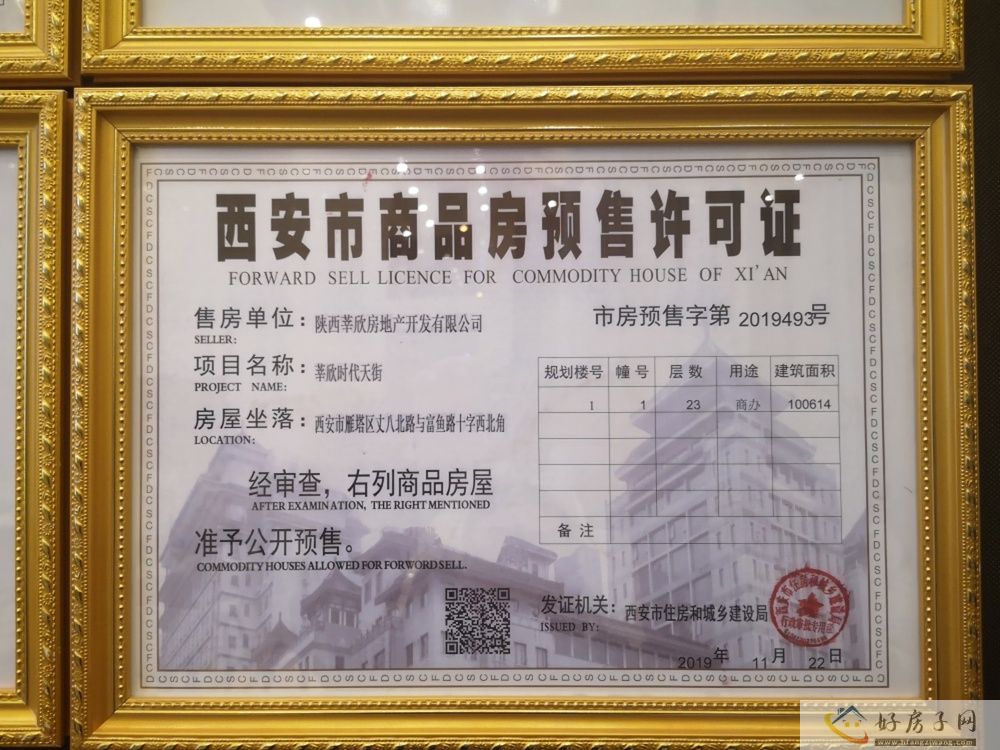 西安市商品房预售许可证
FORWARD SELL LICENCE FOR COMMODITY HOUSE OF XI'AN
售房单位：陕西莘欣房地产开发有限公司
SELLER:
市房预售字第 2019493号
项目名称：莘欣时代天街
PROJECT NAME:
房屋坐落：西安市雁塔区丈八北路与富鱼路十字西北角
LOCATION:
规划楼号 幢号 层数 用途 建筑面积
1 1 23 商办 100614
备注
经审查，右列商品房屋
AFTER EXAMINATION, THE RIGHT MENTIONED
准予公开预售。
COMMODITY HOUSES ALLOWED FOR FORWORD SELL.
发证机关：西安市住房和城乡建设局
ISSUED BY:
2019年 11月 22日
好房子网
www.hfangziwang.com